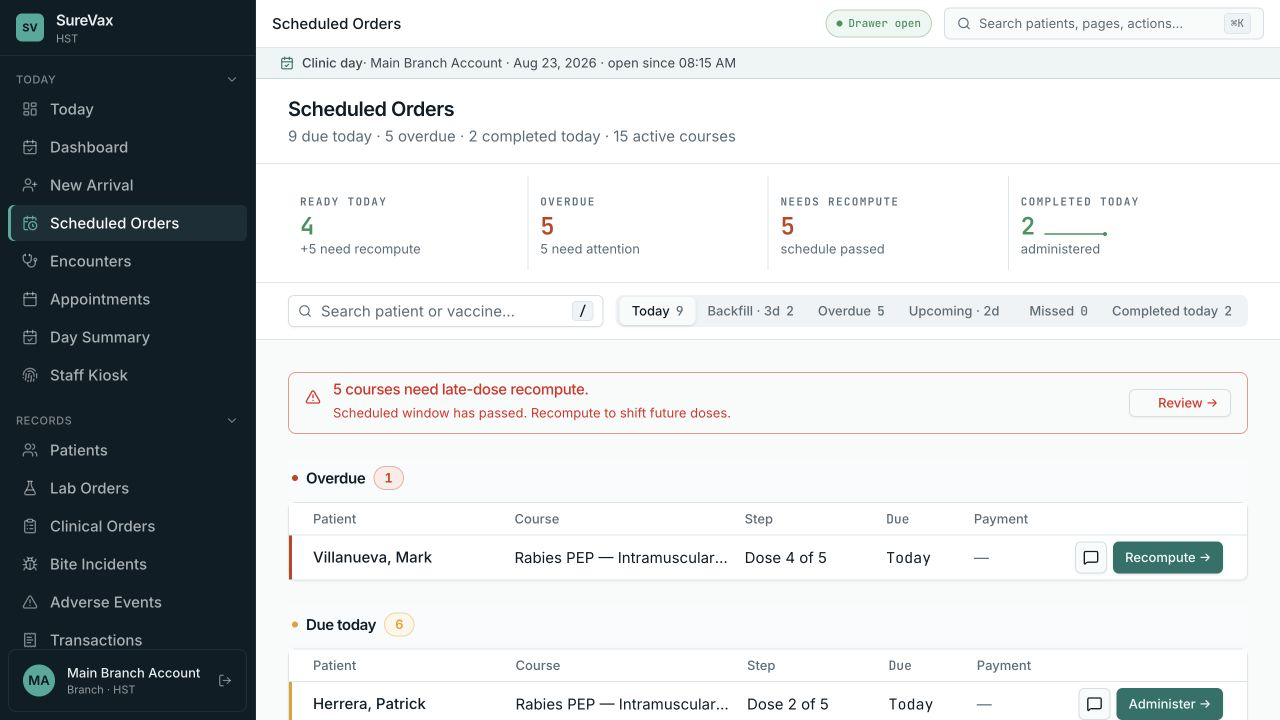 SV
SureVax
HST
TODAY
Today
Dashboard
New Arrival
Scheduled Orders
Encounters
Appointments
Day Summary
Staff Kiosk
RECORDS
Patients
Lab Orders
Clinical Orders
Bite Incidents
Adverse Events
Transactions
MA
Main Branch Account
Branch · HST
Scheduled Orders
Drawer open
Search patients, pages, actions...
⌘K
Clinic day· Main Branch Account · Aug 23, 2026 · open since 08:15 AM
Scheduled Orders
9 due today · 5 overdue · 2 completed today · 15 active courses
READY TODAY
4
+5 need recompute
OVERDUE
5
5 need attention
NEEDS RECOMPUTE
5
schedule passed
COMPLETED TODAY
2
administered
Search patient or vaccine...
/
Today 9
Backfill · 3d 2
Overdue 5
Upcoming · 2d
Missed 0
Completed today 2
5 courses need late-dose recompute.
Scheduled window has passed. Recompute to shift future doses.
Review →
Overdue 1
Patient Course Step Due Payment
Villanueva, Mark Rabies PEP — Intramuscular... Dose 4 of 5 Today — Recompute →
Due today 6
Patient Course Step Due Payment
Herrera, Patrick Rabies PEP — Intramuscular... Dose 2 of 5 Today — Administer →